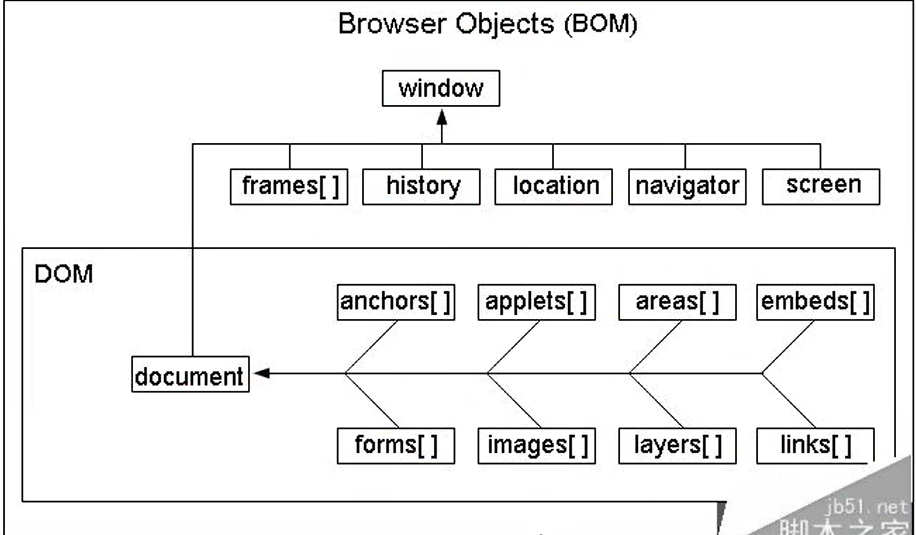 Browser Objects (BOM)
window
frames[ ]
history
location
navigator
screen
DOM
anchors[ ]
applets[ ]
areas[ ]
embeds[ ]
document
forms[ ]
images[ ]
layers[ ]
links[ ]
jb51.net
脚本之家